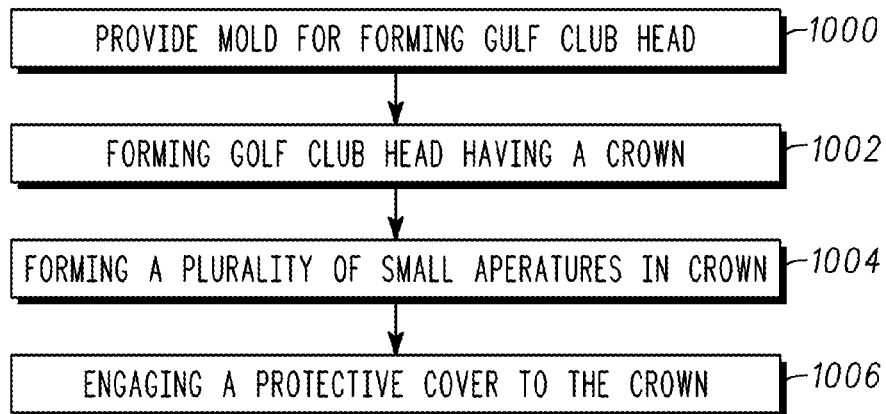 PROVIDE MOLD FOR FORMING GULF CLUB HEAD 1000
FORMING GOLF CLUB HEAD HAVING A CROWN 1002
FORMING A PLURALITY OF SMALL APERATURES IN CROWN 1004
ENGAGING A PROTECTIVE COVER TO THE CROWN 1006